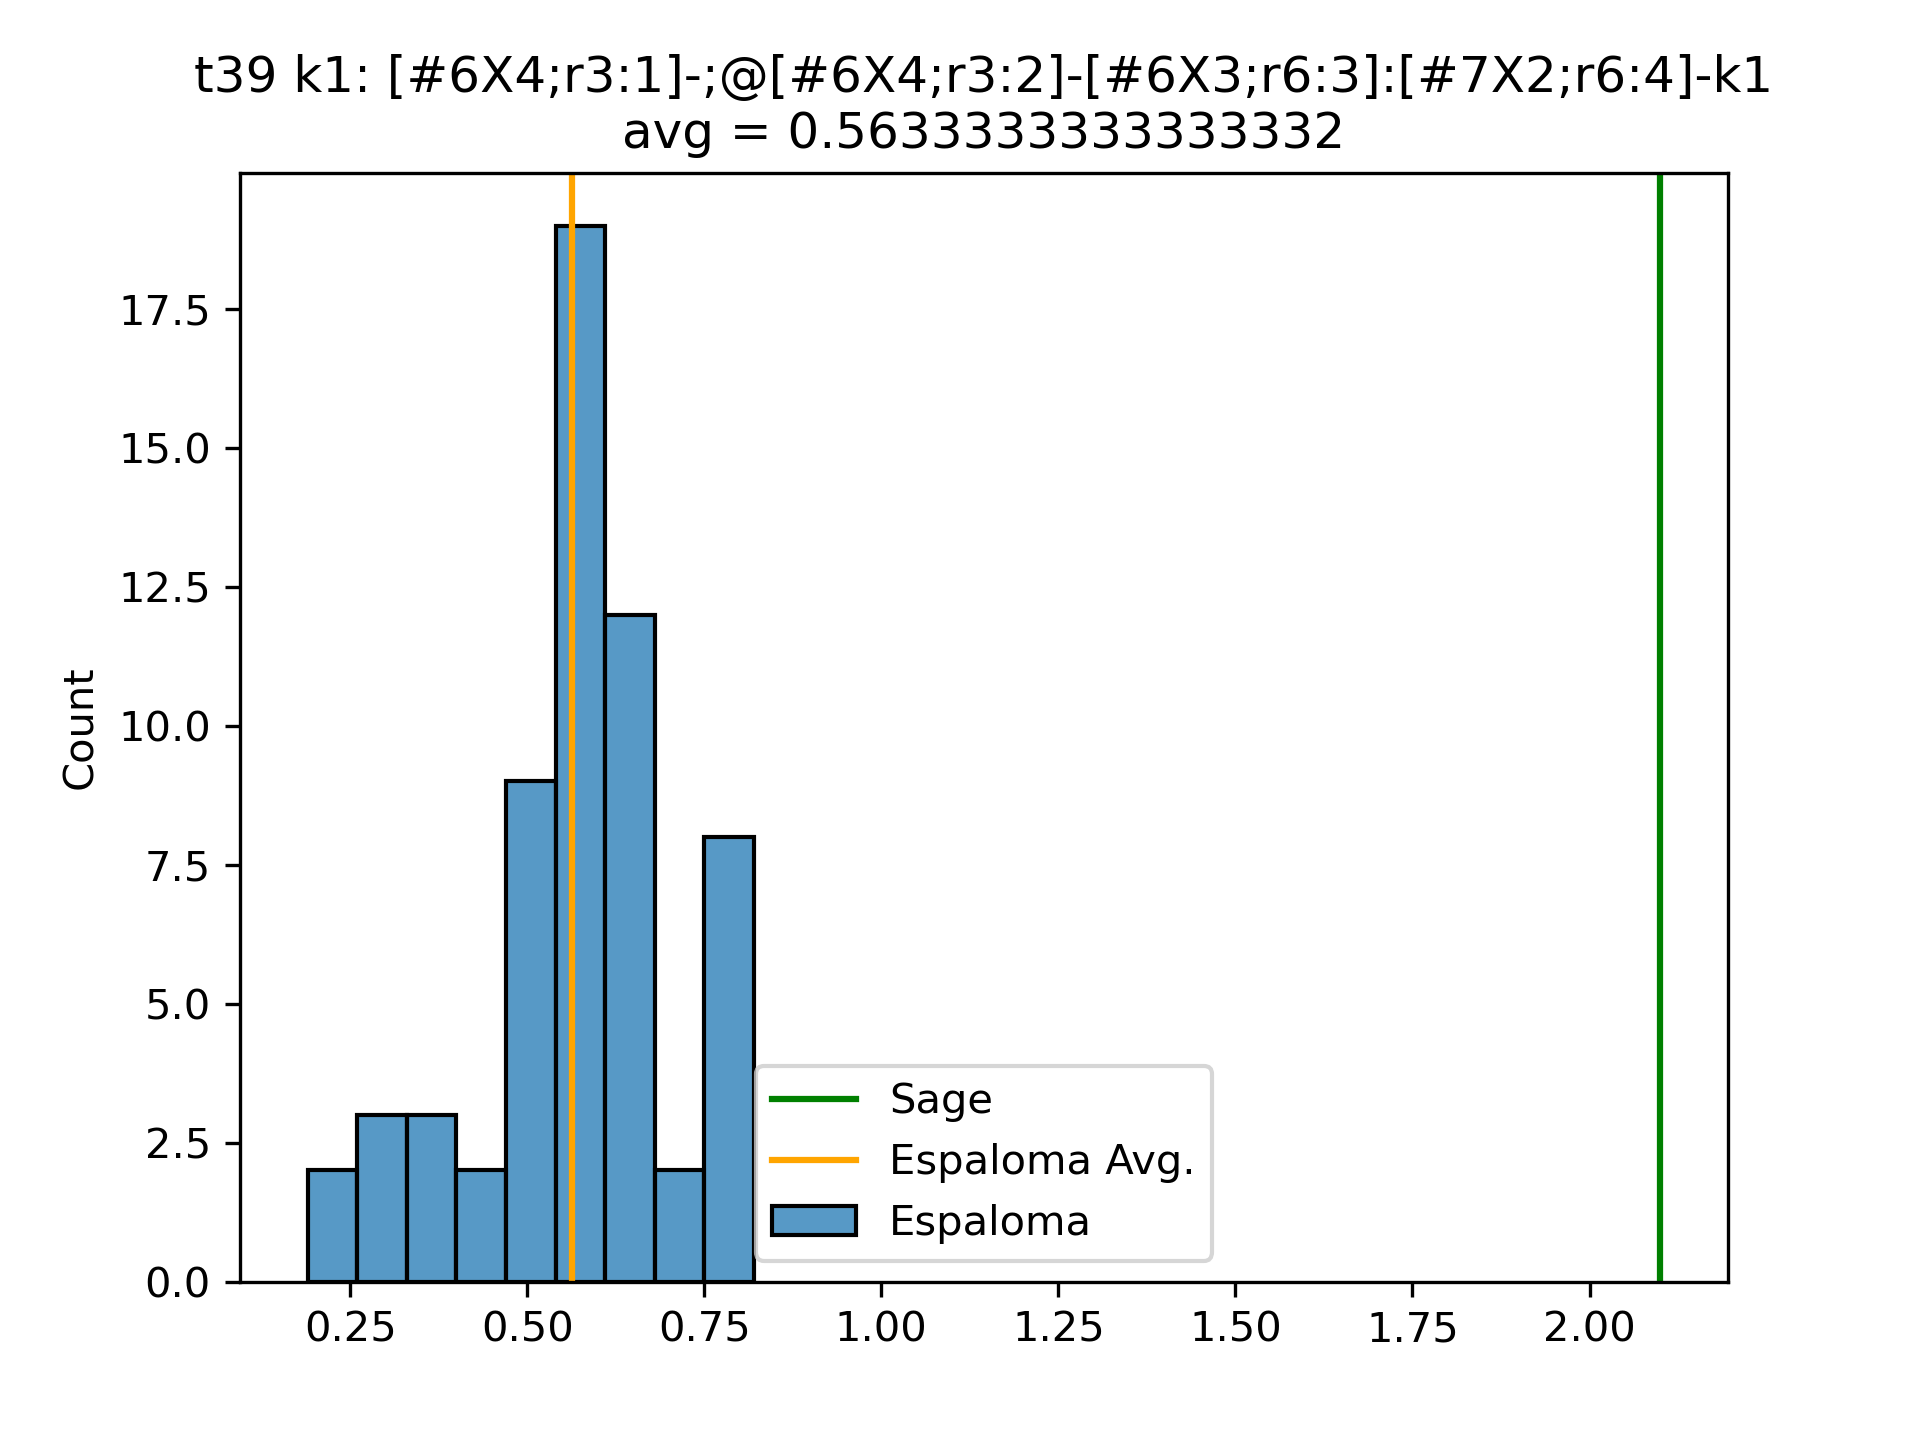 t39 k1: [#6X4;r3:1]-;@[#6X4;r3:2]-[#6X3;r6:3]:[#7X2;r6:4]-k1
avg = 0.5633333333333332
17.5
15.0
12.5
10.0
7.5
5.0
2.5
0.0
Count
Sage
Espaloma Avg.
Espaloma
0.25 0.50 0.75 1.00 1.25 1.50 1.75 2.00